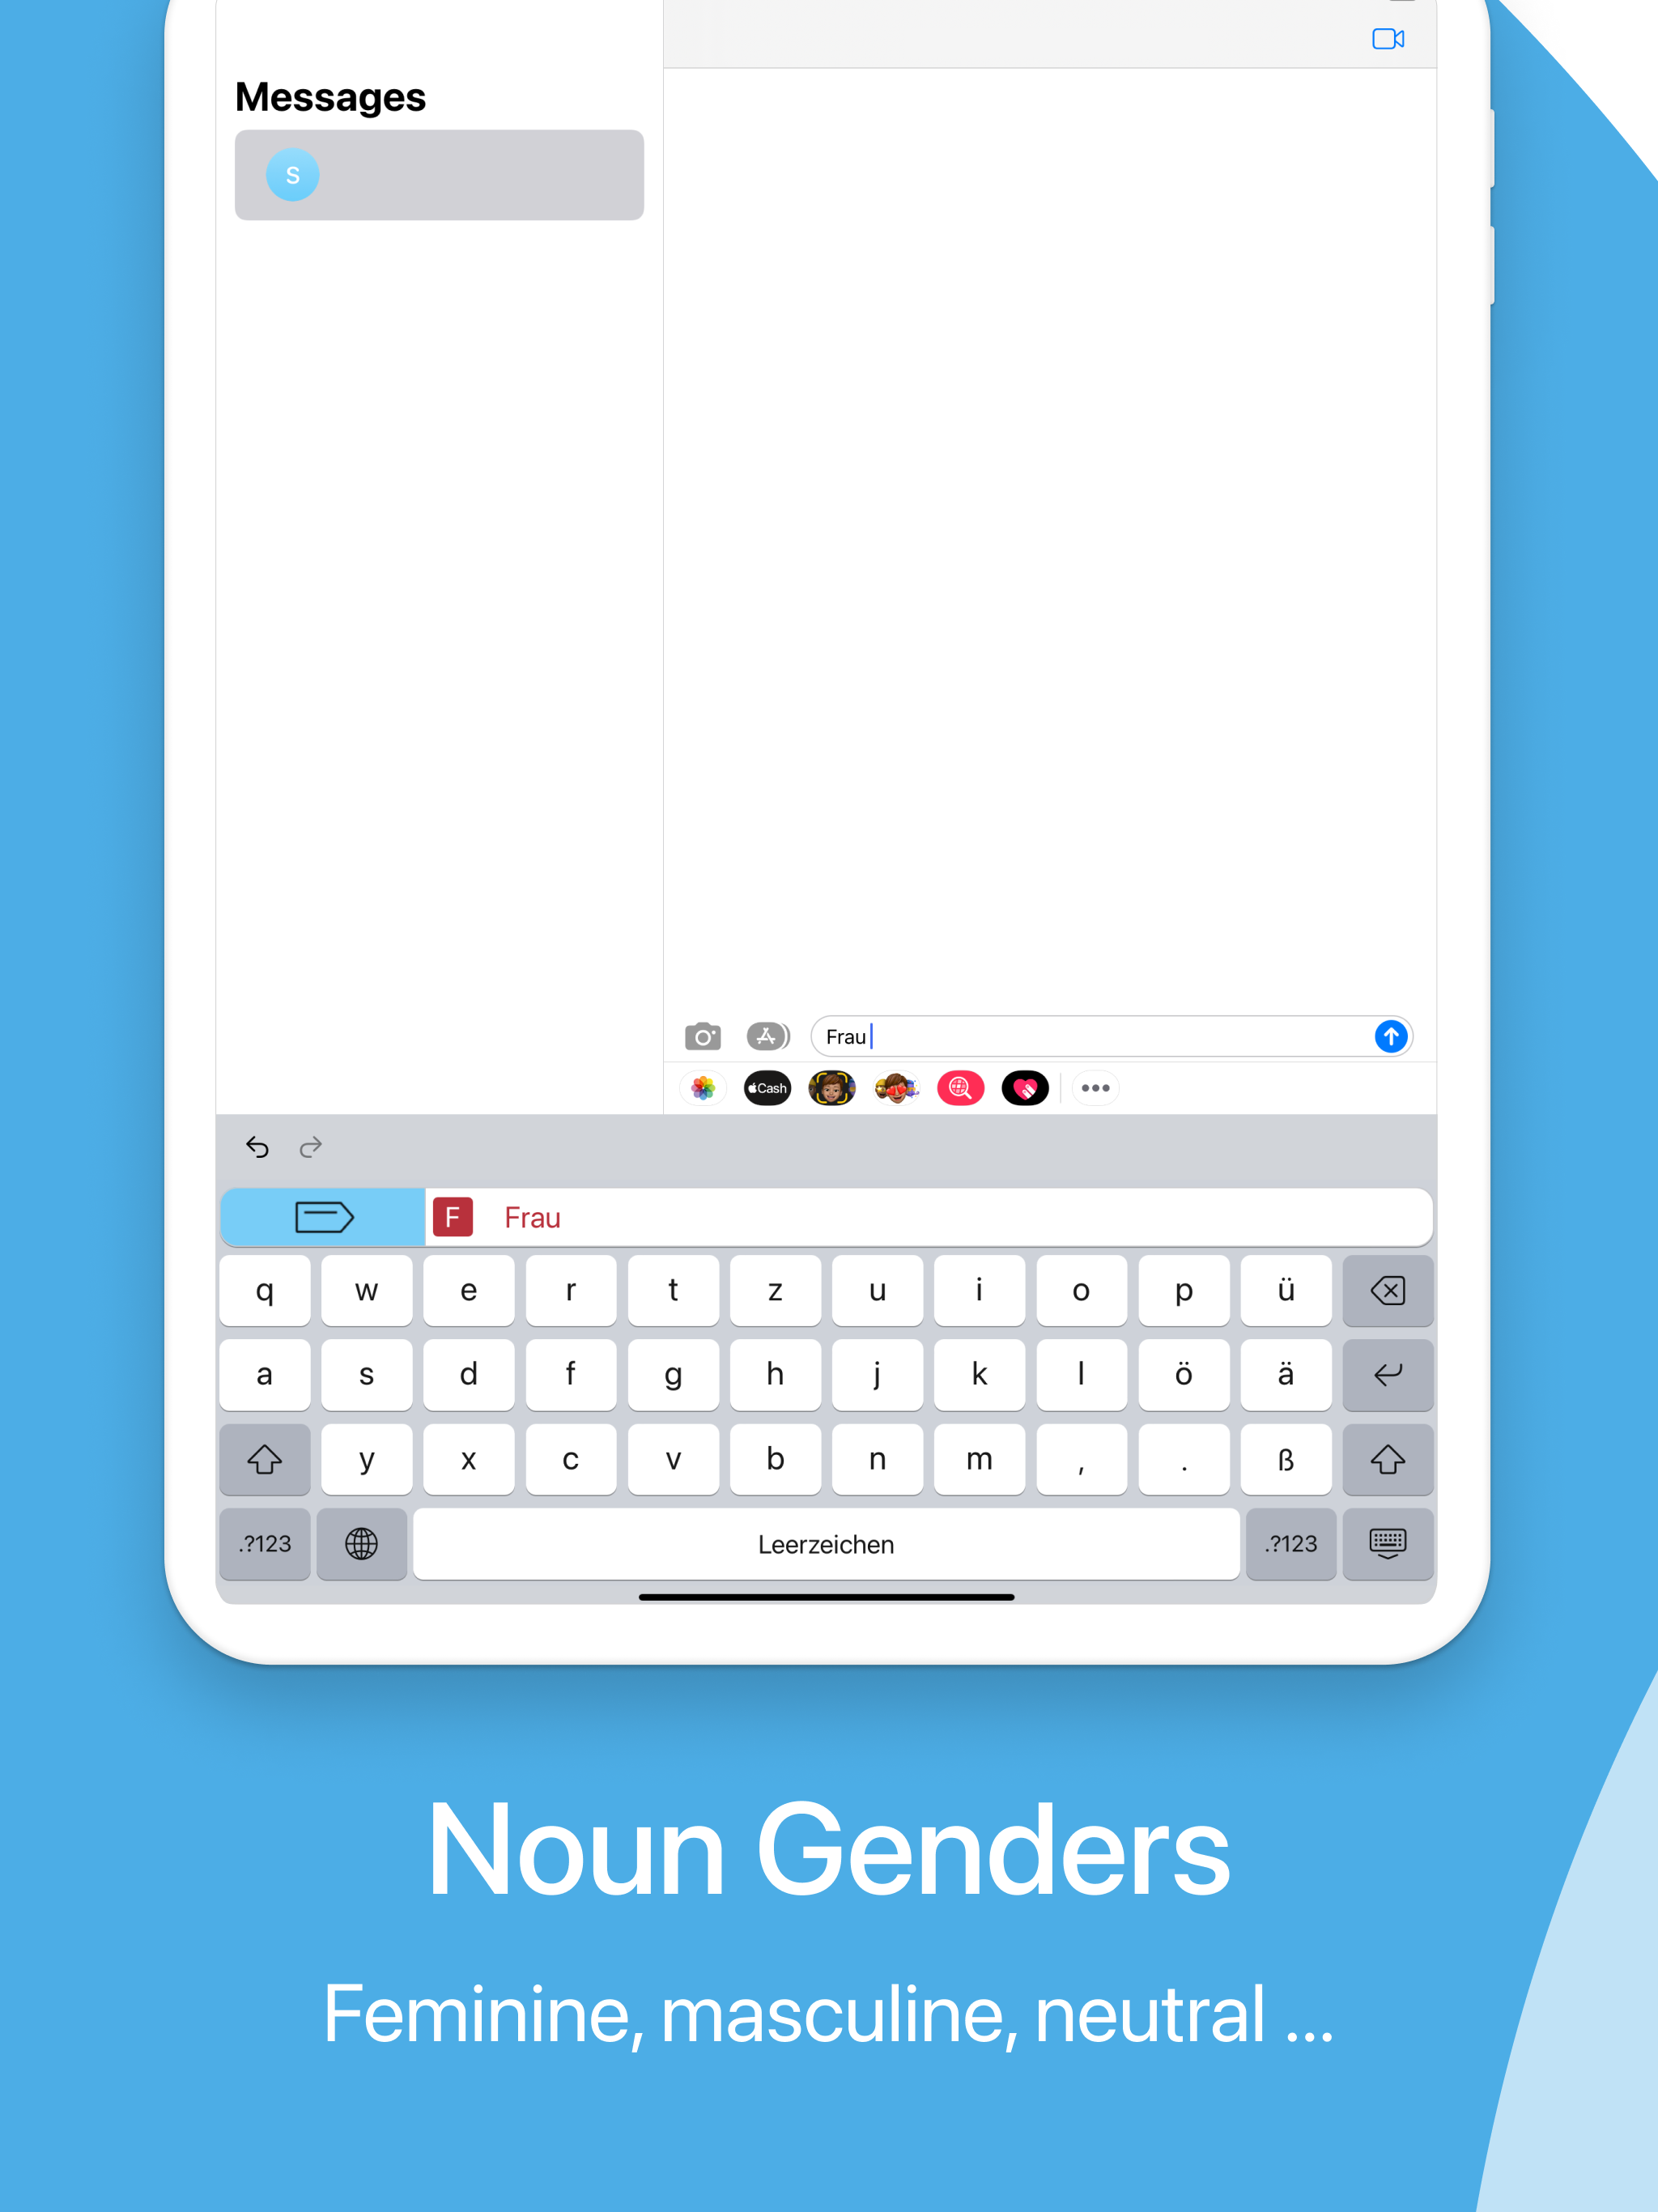 Messages
S
Frau
Cash
F Frau
q w e r t z u i o p ü
a s d f g h j k l ö ä
y x c v b n m , . ß
.?123 Leerzeichen .?123
Noun Genders
Feminine, masculine, neutral ...